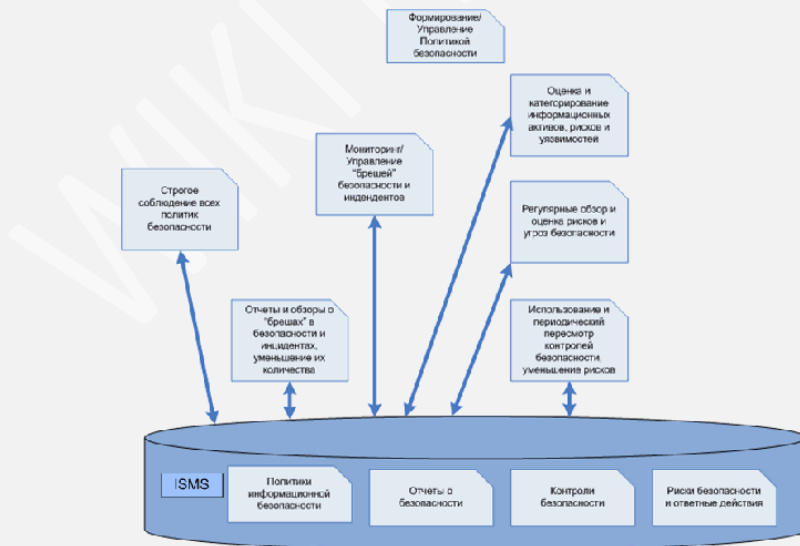 Формирование/
Управление
Политикой
безопасности
Оценка и
категорирование
информационных
активов, рисков и
уязвимостей
Мониторинг/
Управление
"брешей"
безопасности и
индендентов
Строгое
соблюдение всех
политик
безопасности
Регулярные обзор и
оценка рисков и
угроз безопасности
Отчеты и обзоры о
"брешах" в
безопасности и
инцидентах,
уменьшение их
количества
Использование и
периодический
пересмотр
контролей
безопасности,
уменьшение рисков
ISMS
Политики
информационной
безопасности
Отчеты о
безопасности
Контроли
безопасности
Риски безопасности
и ответные действия
WIKI